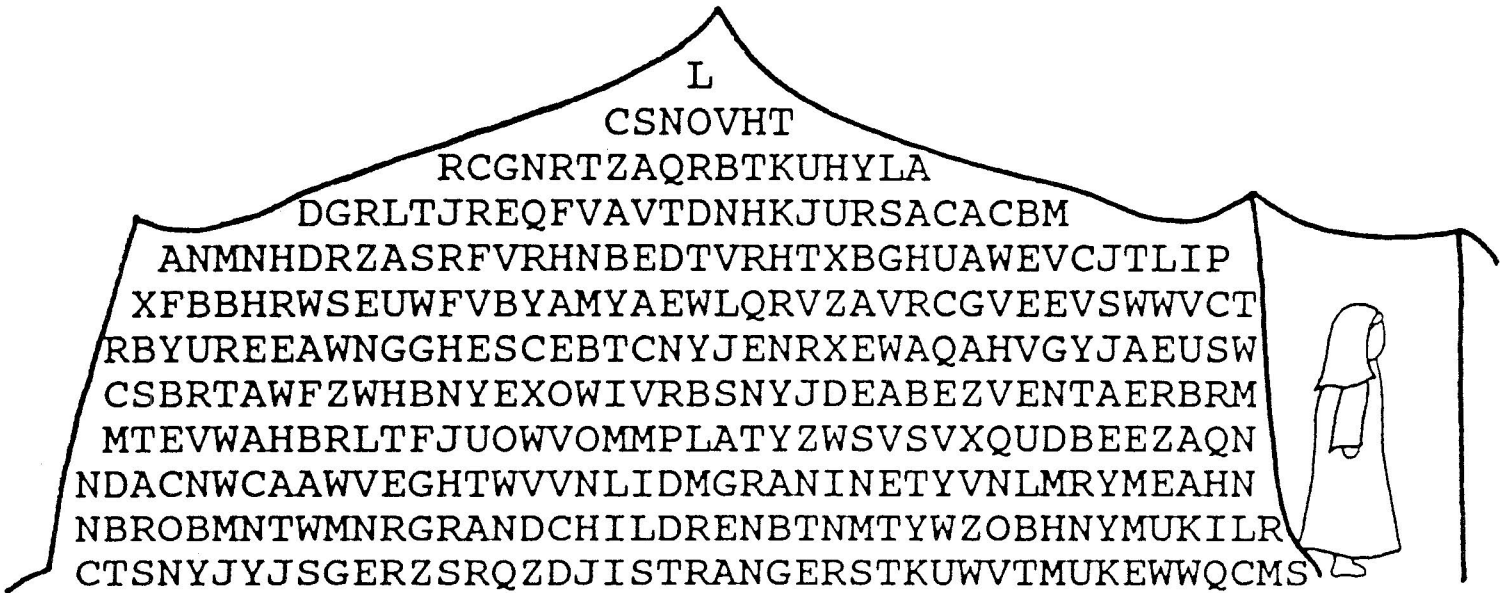 L
CSNOVHT
RCGNRTZAQRBTKUHYLA
DGRLTJREQFVAVTDNHKJURSACACBM
ANMNHDRZASRFVRHNBEDTVRHTXBGHUAWEVCJTLIP
XFBBHRWSEUWFVBYAMYAEWLQRVZAVRCGVEEVSWWVCT
RBYUREEAWNGGHESCEBTCNYJENRXEWAQAHVGYJAEUSW
CSBRTAWFZWHBNYEXOWIVRBSNYJDEABEZVENTAERBRM
MTEVWAHBRLTFJUOWVOMMPLATYZWSVSVXQUDBEEZAQN
NDACNWCAAWVEGHTWVVNLIDMGRANINETYVNLMRYMEAHN
NBROBMNTWMNRGRANDCHILDRENBTNMTYWZOBHNYMUKILR
CTSNYJYJSGERZSRQZDJISTRANGERSTKUWVTMUKEWWQCMS